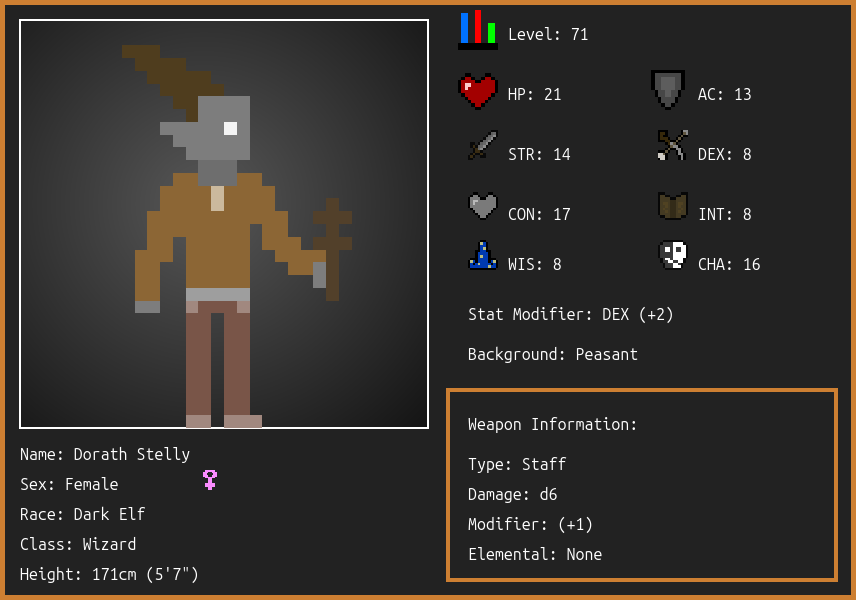 Level: 71
HP: 21
AC: 13
STR: 14
DEX: 8
CON: 17
INT: 8
WIS: 8
CHA: 16
Stat Modifier: DEX (+2)
Background: Peasant
Weapon Information:
Type: Staff
Damage: d6
Modifier: (+1)
Elemental: None
Name: Dorath Stelly
Sex: Female
Race: Dark Elf
Class: Wizard
Height: 171cm (5'7")